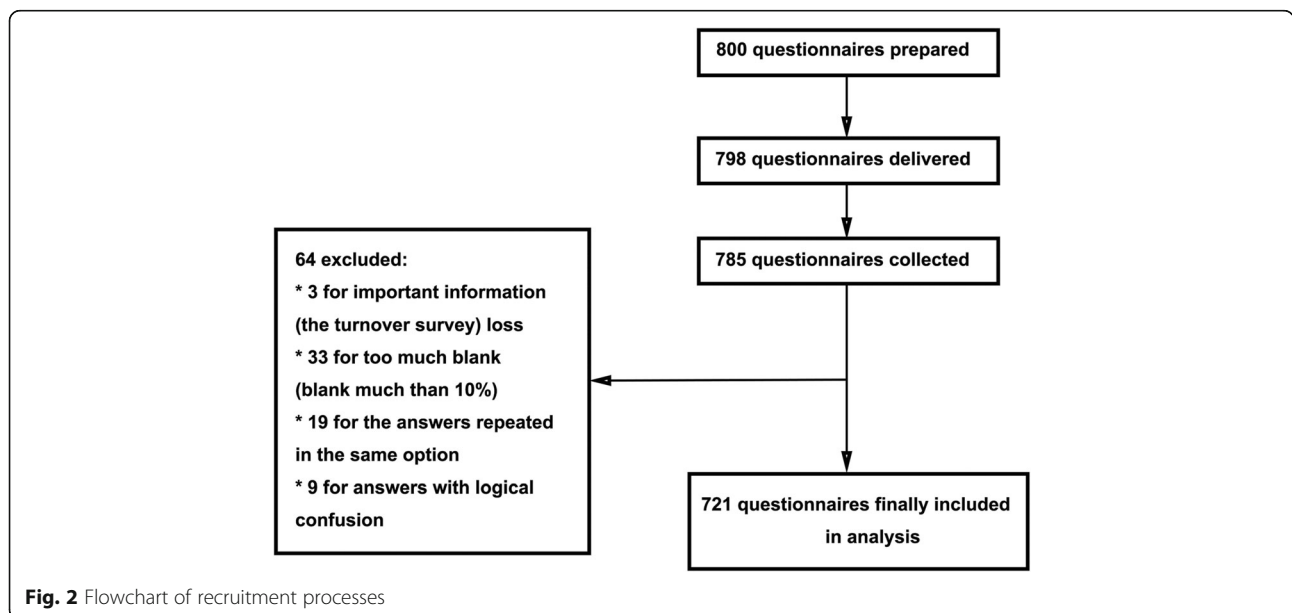 800 questionnaires prepared
798 questionnaires delivered
785 questionnaires collected
64 excluded:
* 3 for important information
(the turnover survey) loss
* 33 for too much blank
(blank much than 10%)
* 19 for the answers repeated
in the same option
* 9 for answers with logical
confusion
721 questionnaires finally included
in analysis
Fig. 2 Flowchart of recruitment processes